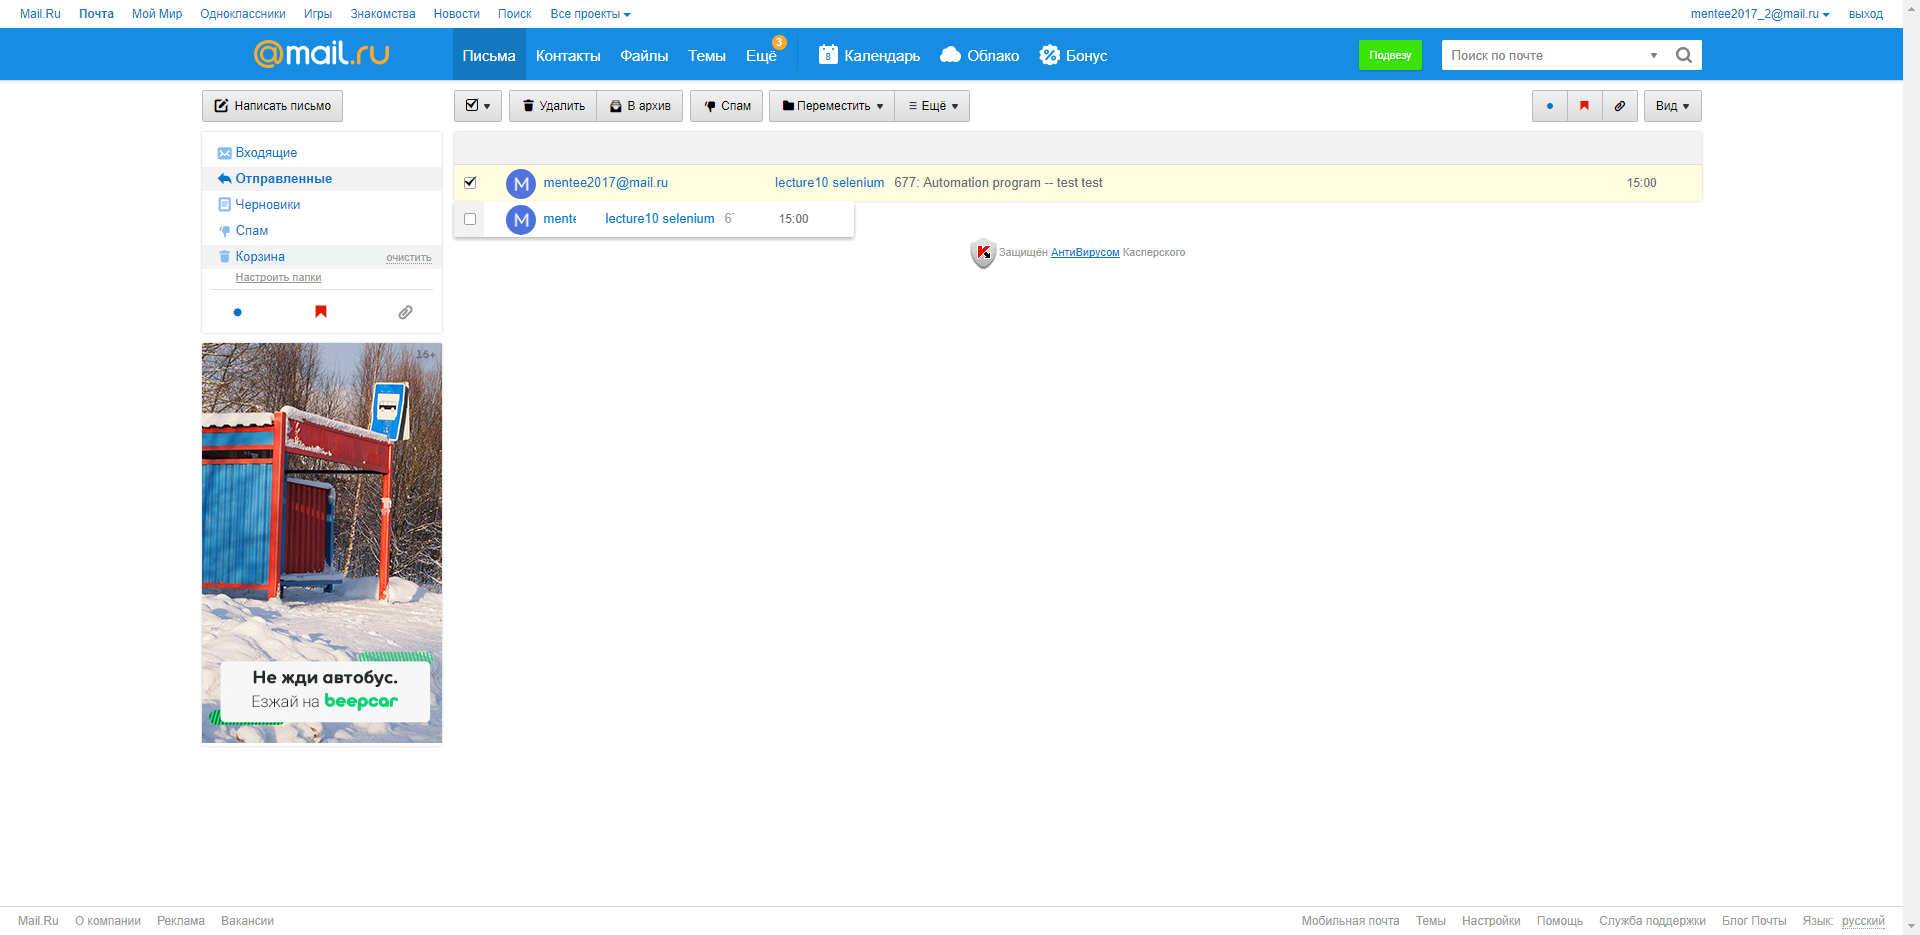 Mail.Ru Почта Мой Мир Одноклассники Игры Знакомства Новости Поиск Все проекты mentee2017_2@mail.ru выход
@mail.ru Письма Контакты Файлы Темы Ещё 3 8 Календарь Облако Бонус Подвезу Поиск по почте
Написать письмо Удалить В архив Спам Переместить Ещё Вид
Входящие
Отправленные
Черновики
Спам
Корзина очистить
Настроить папки
M mentee2017@mail.ru lecture10 selenium 677: Automation program -- test test 15:00
M mente lecture10 selenium 67 15:00
Защищён АнтиВирусом Касперского
16+
Не жди автобус.
Езжай на beepcar
Mail.Ru О компании Реклама Вакансии Мобильная почта Темы Настройки Помощь Служба поддержки Блог Почты Язык: русский